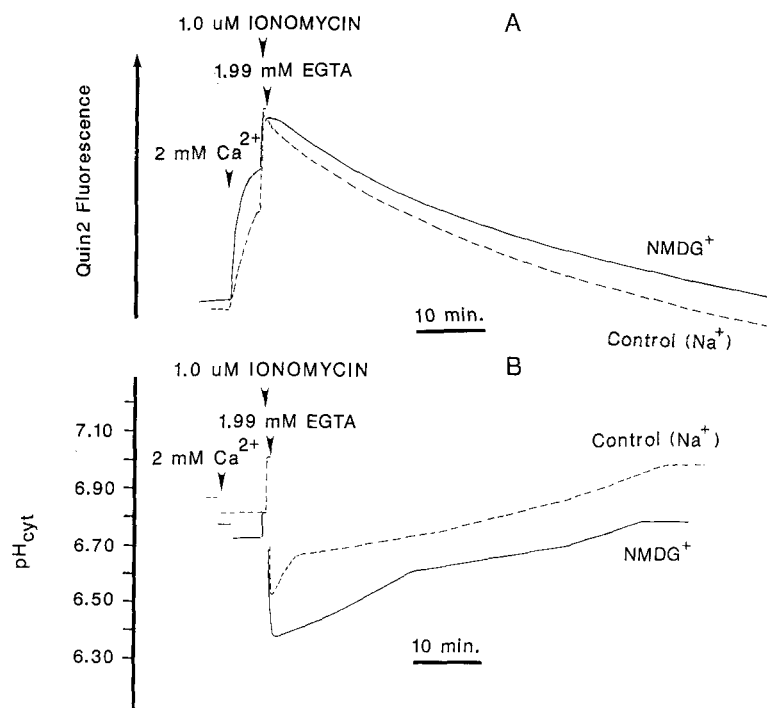 1.0 uM IONOMYCIN
A
1.99 mM EGTA
2 mM Ca2+
Quin2 Fluorescence
NMDG+
10 min.
Control (Na+)
1.0 uM IONOMYCIN
B
1.99 mM EGTA
7.10
2 mM Ca2+
Control (Na+)
6.90
pHcyt
6.70
NMDG+
6.50
10 min.
6.30